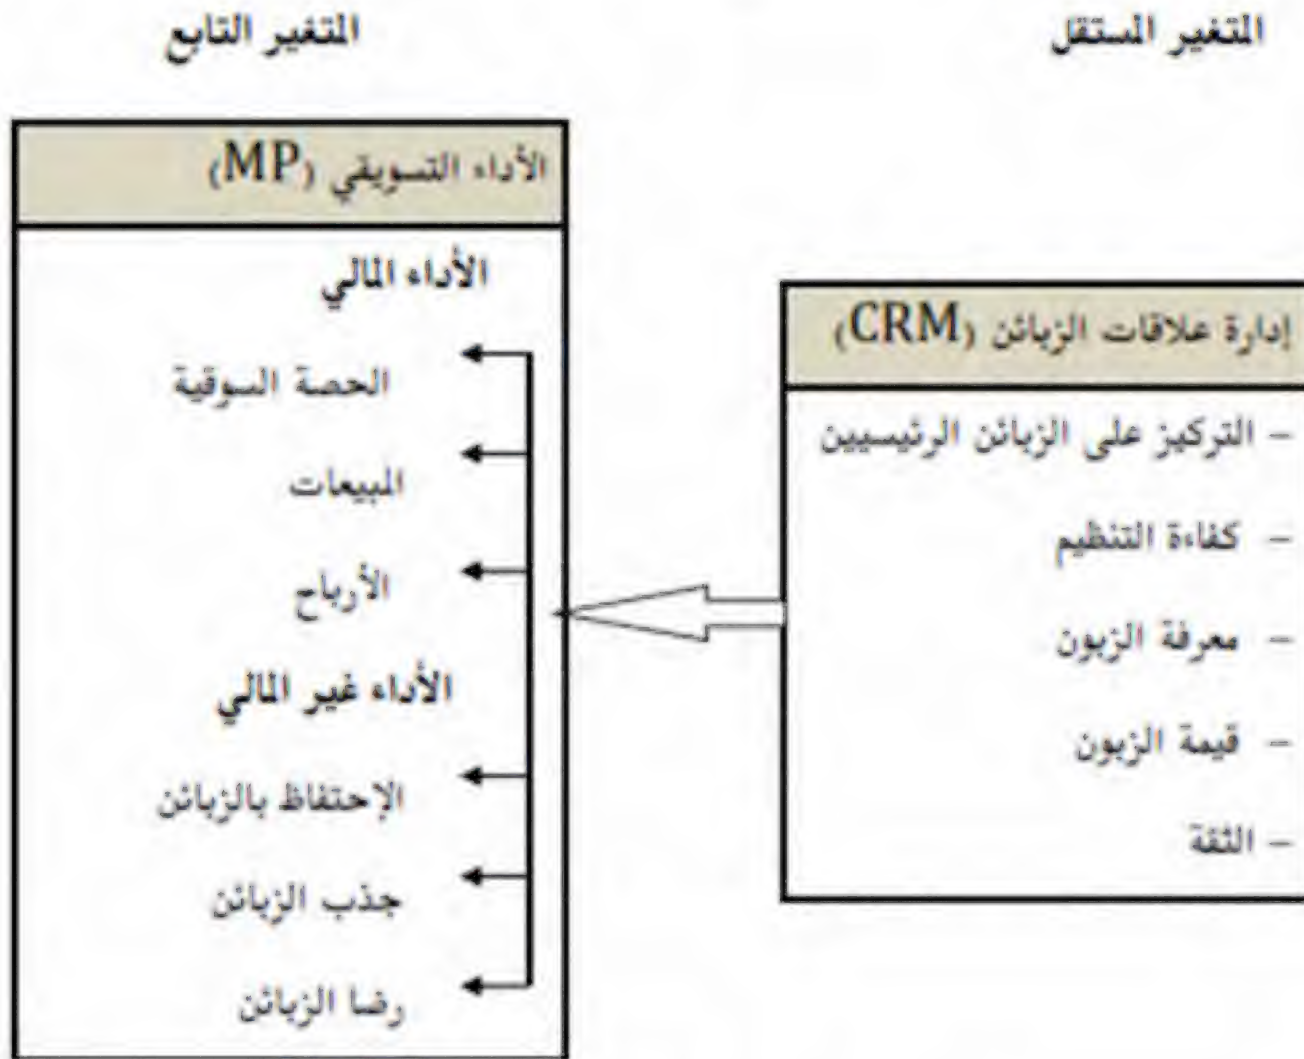 المتغير المستقل
المتغير التابع
إدارة علاقات الزبائن (CRM)
– التركيز على الزبائن الرئيسيين
– كفاءة التنظيم
– معرفة الزبون
– قيمة الزبون
– الثقة
الأداء التسويقي (MP)
الأداء المالي
الحصة السوقية
المبيعات
الأرباح
الأداء غير المالي
الإحتفاظ بالزبائن
جذب الزبائن
رضا الزبائن